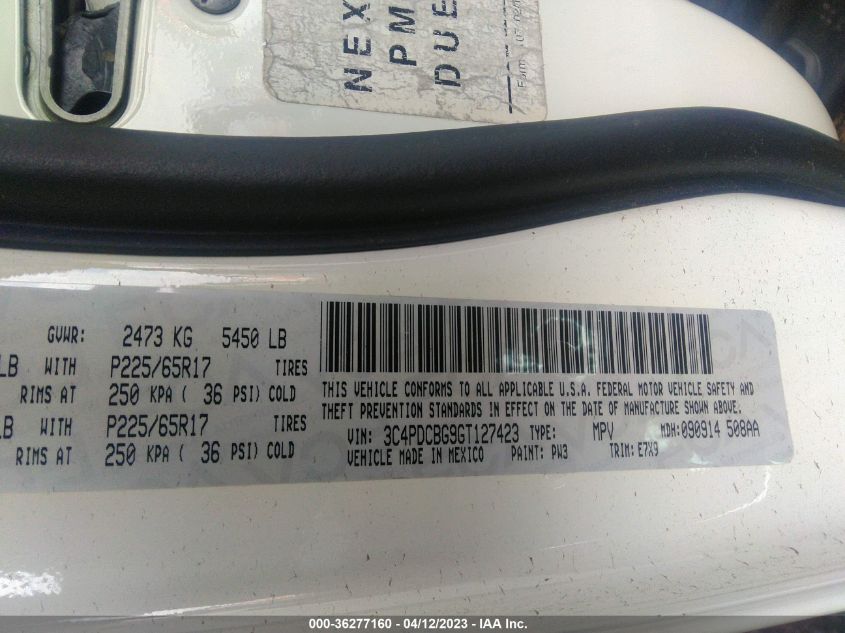 NEX
PM
DUE
GVWR: 2473 KG 5450 LB
LB WITH P225/65R17 TIRES
RIMS AT 250 KPA ( 36 PSI) COLD
LB WITH P225/65R17 TIRES
RIMS AT 250 KPA ( 36 PSI) COLD
THIS VEHICLE CONFORMS TO ALL APPLICABLE U.S.A. FEDERAL MOTOR VEHICLE SAFETY AND
THEFT PREVENTION STANDARDS IN EFFECT ON THE DATE OF MANUFACTURE SHOWN ABOVE.
VIN: 3C4PDCBG9GT127423 TYPE: MPV MDH: 090914 508AA
VEHICLE MADE IN MEXICO PAINT: PW3 TRIM: E7X9
000-36277160 - 04/12/2023 - IAA Inc.